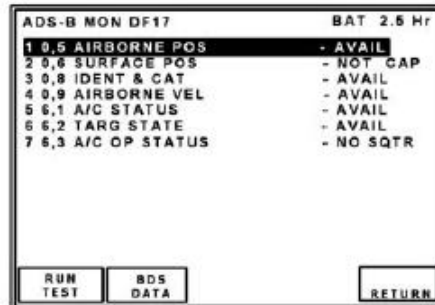 ADS-B MON DF17 BAT 2.5 Hr
1 0,5 AIRBORNE POS - AVAIL
2 0,6 SURFACE POS - NOT CAP
3 0,8 IDENT & CAT - AVAIL
4 0,9 AIRBORNE VEL - AVAIL
5 6,1 A/C STATUS - AVAIL
6 6,2 TARG STATE - AVAIL
7 6,3 A/C OP STATUS - NO SQTR
RUN TEST
BDS DATA
RETURN